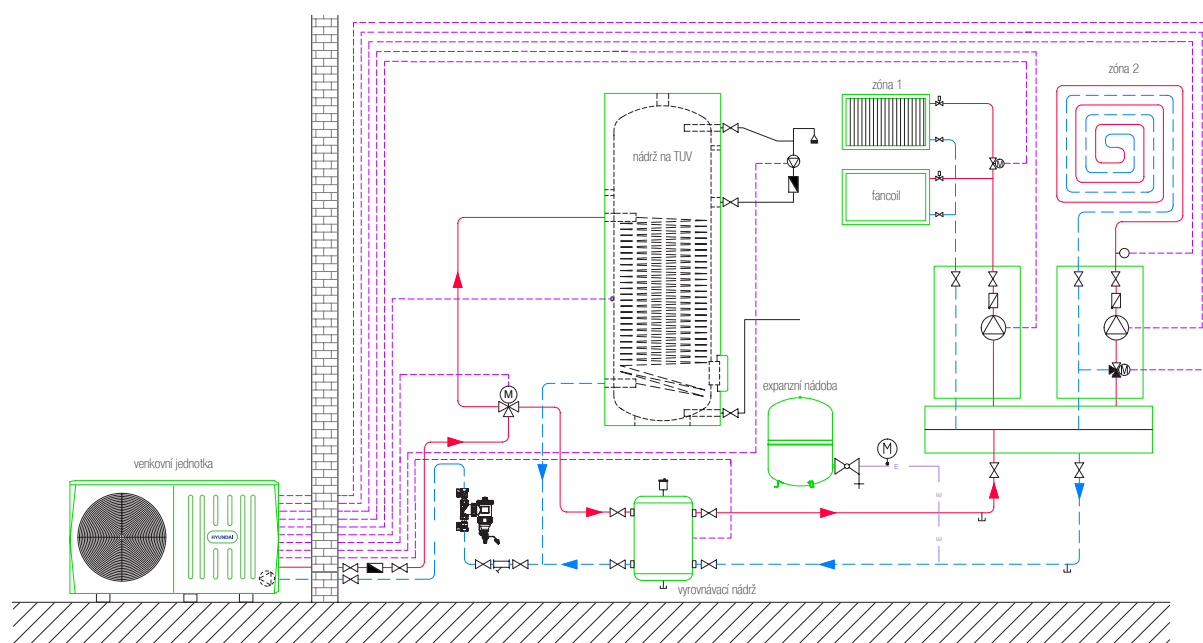 zóna 1
zóna 2
nádrž na TUV
fancoil
M
M
M
expanzní nádoba
M
E
E
E
venkovní jednotka
HYUNDAI
vyrovnávací nádrž